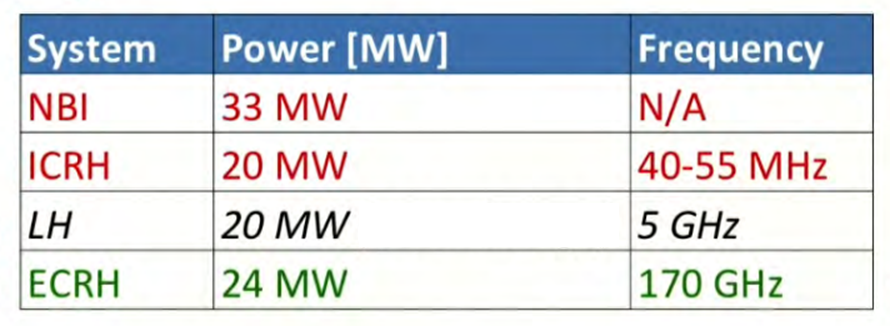 System Power [MW] Frequency
NBI 33 MW N/A
ICRH 20 MW 40-55 MHz
LH 20 MW 5 GHz
ECRH 24 MW 170 GHz